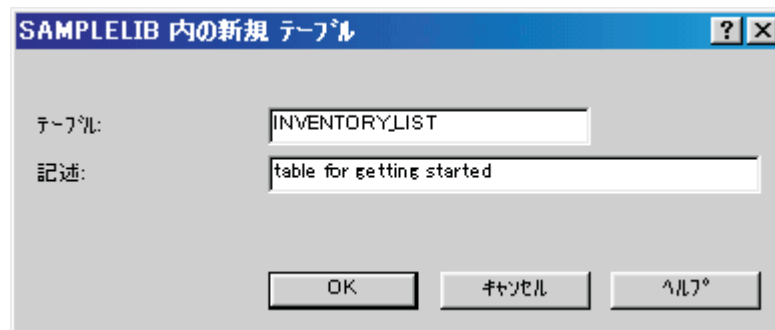 SAMPLELIB 内の新規 ﾃｰﾌﾞﾙ
ﾃｰﾌﾞﾙ:
INVENTORY_LIST
記述:
table for getting started
OK
ｷｬﾝｾﾙ
ﾍﾙﾌﾟ